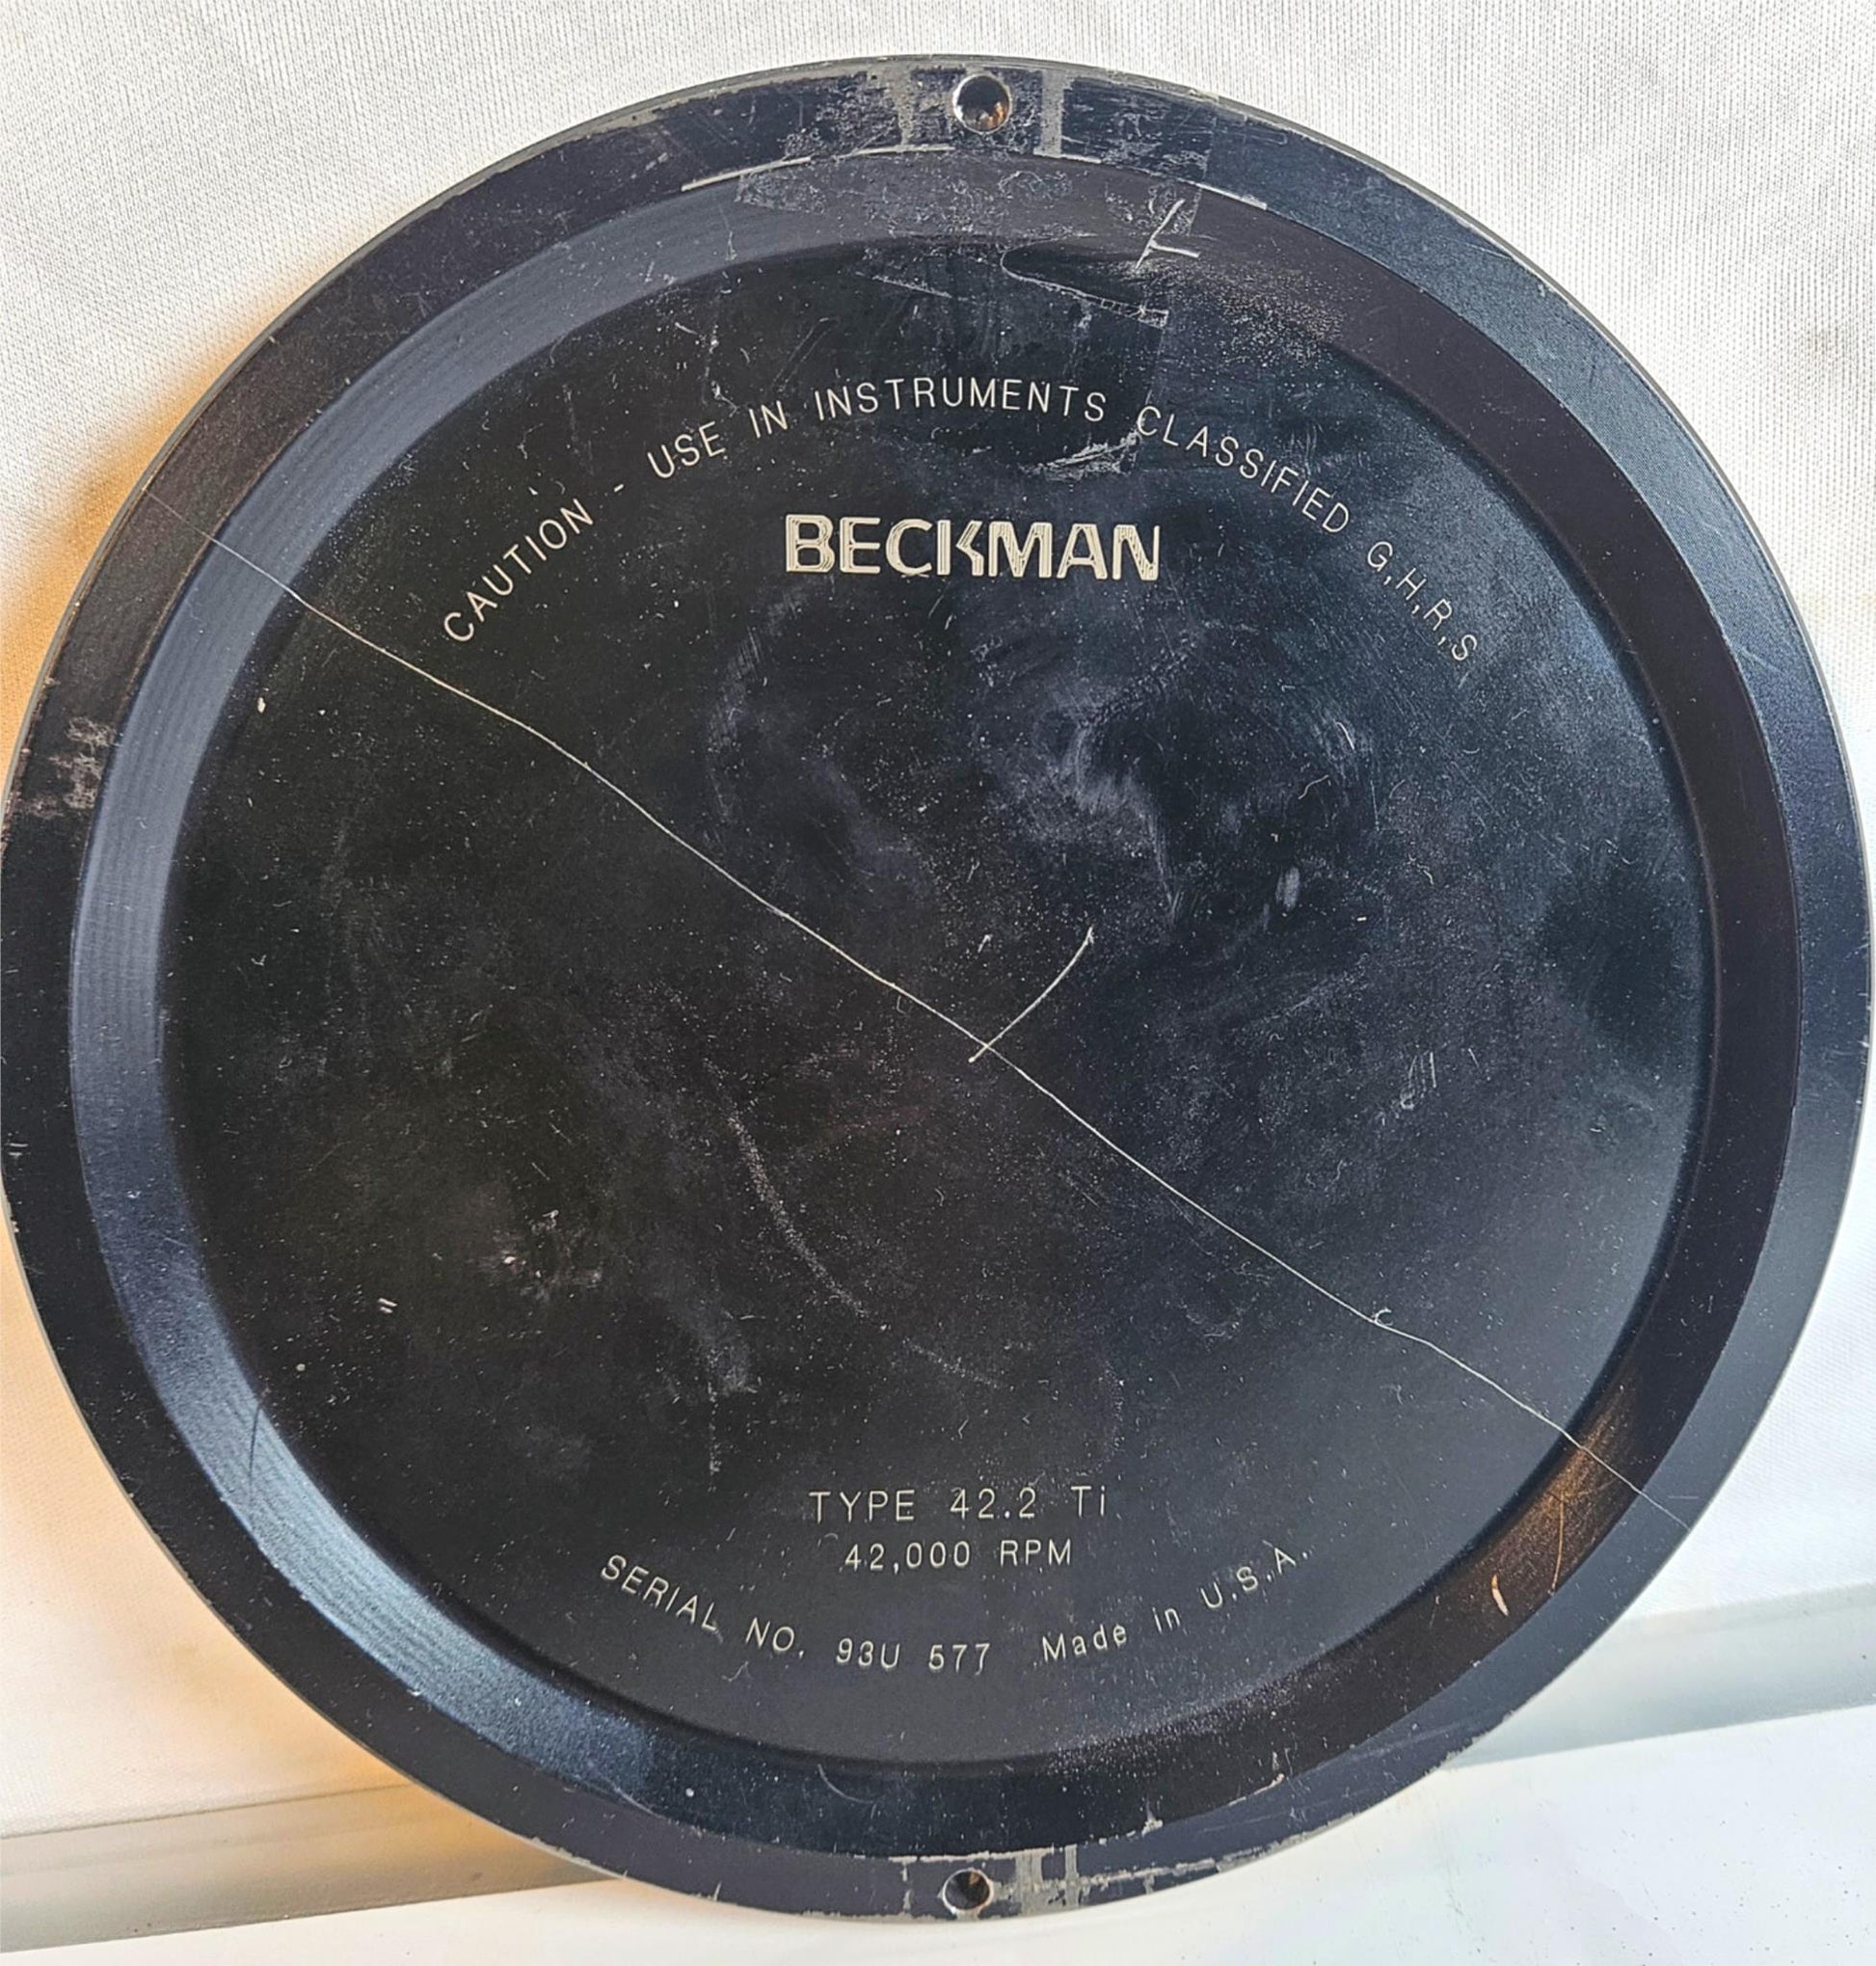 CAUTION - USE IN INSTRUMENTS CLASSIFIED G,H,R,S
BECKMAN
TYPE 42.2 Ti
42,000 RPM
SERIAL NO. 93U 577 Made in U.S.A.